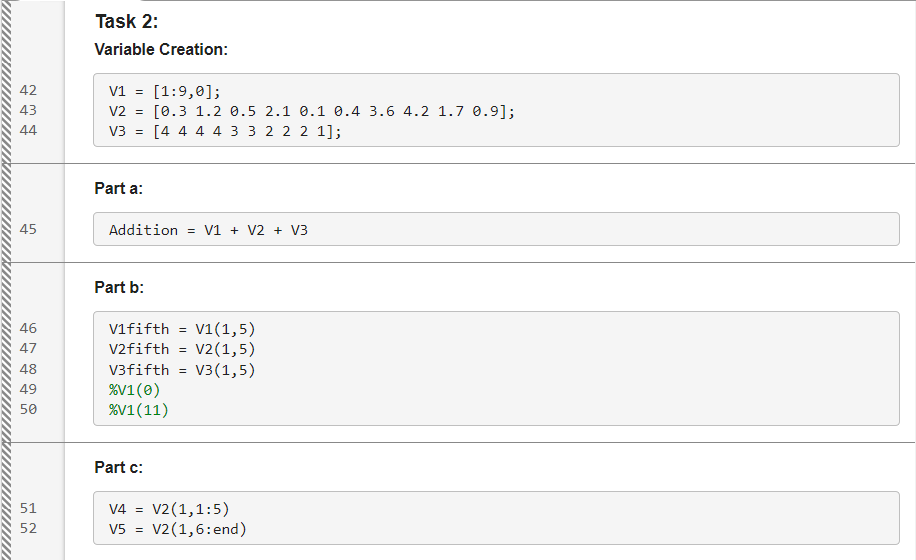 Task 2:
Variable Creation:
42 V1 = [1:9,0];
43 V2 = [0.3 1.2 0.5 2.1 0.1 0.4 3.6 4.2 1.7 0.9];
44 V3 = [4 4 4 4 3 3 2 2 2 1];
Part a:
45 Addition = V1 + V2 + V3
Part b:
46 V1fifth = V1(1,5)
47 V2fifth = V2(1,5)
48 V3fifth = V3(1,5)
49 %V1(0)
50 %V1(11)
Part c:
51 V4 = V2(1,1:5)
52 V5 = V2(1,6:end)